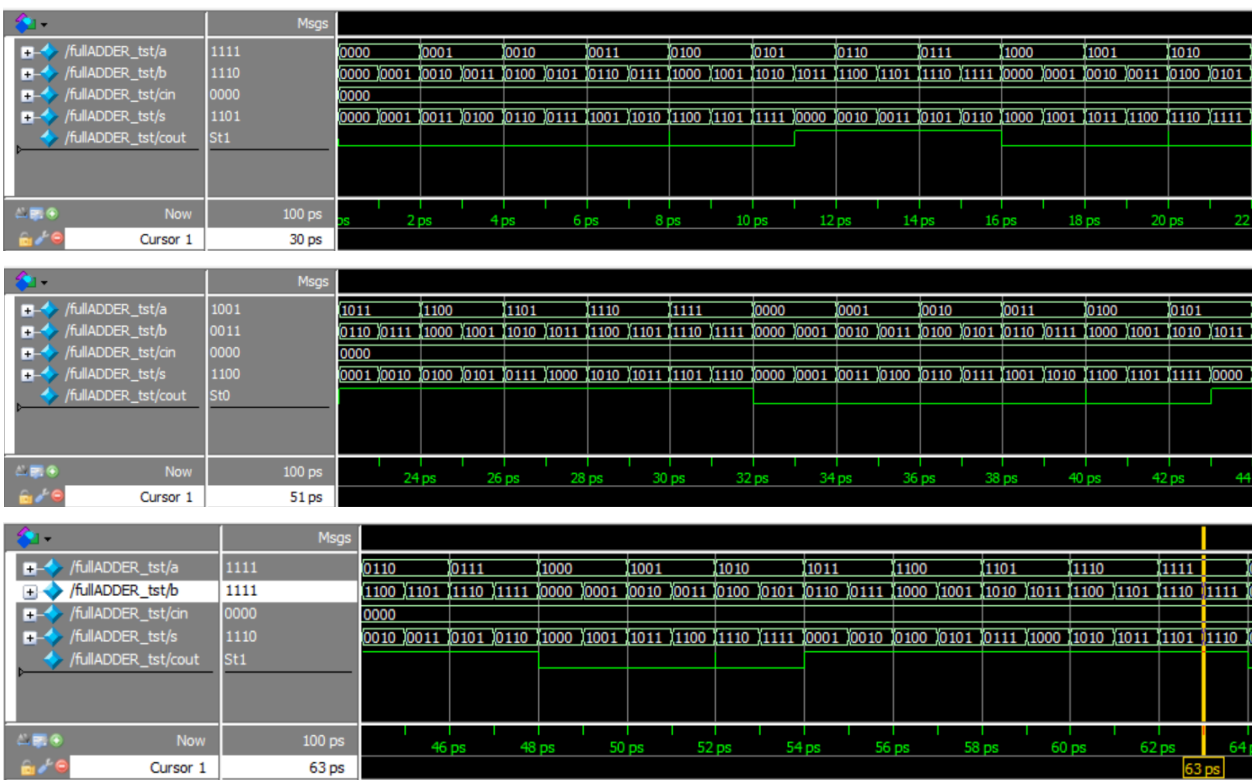 Msgs
/fullADDER_tst/a 1111 0000 0001 0010 0011 0100 0101 0110 0111 1000 1001 1010
/fullADDER_tst/b 1110 0000 0001 0010 0011 0100 0101 0110 0111 1000 1001 1010 1011 1100 1101 1110 1111 0000 0001 0010 0011 0100 0101
/fullADDER_tst/cin 0000 0000
/fullADDER_tst/s 1101 0000 0001 0011 0100 0110 0111 1001 1010 1100 1101 1111 0000 0010 0011 0101 0110 1000 1001 1011 1100 1110 1111
/fullADDER_tst/cout St1
Now 100 ps ps 2 ps 4 ps 6 ps 8 ps 10 ps 12 ps 14 ps 16 ps 18 ps 20 ps 22
Cursor 1 30 ps
Msgs
/fullADDER_tst/a 1001 1011 1100 1101 1110 1111 0000 0001 0010 0011 0100 0101
/fullADDER_tst/b 0011 0110 0111 1000 1001 1010 1011 1100 1101 1110 1111 0000 0001 0010 0011 0100 0101 0110 0111 1000 1001 1010 1011
/fullADDER_tst/cin 0000 0000
/fullADDER_tst/s 1100 0001 0010 0100 0101 0111 1000 1010 1011 1101 1110 0000 0001 0011 0100 0110 0111 1001 1010 1100 1101 1111 0000
/fullADDER_tst/cout St0
Now 100 ps 24 ps 26 ps 28 ps 30 ps 32 ps 34 ps 36 ps 38 ps 40 ps 42 ps 44
Cursor 1 51 ps
Msgs
/fullADDER_tst/a 1111 0110 0111 1000 1001 1010 1011 1100 1101 1110 1111
/fullADDER_tst/b 1111 1100 1101 1110 1111 0000 0001 0010 0011 0100 0101 0110 0111 1000 1001 1010 1011 1100 1101 1110 1111
/fullADDER_tst/cin 0000 0000
/fullADDER_tst/s 1110 0010 0011 0101 0110 1000 1001 1011 1100 1110 1111 0001 0010 0100 0101 0111 1000 1010 1011 1101 1110
/fullADDER_tst/cout St1
Now 100 ps 46 ps 48 ps 50 ps 52 ps 54 ps 56 ps 58 ps 60 ps 62 ps 64
Cursor 1 63 ps 63 ps